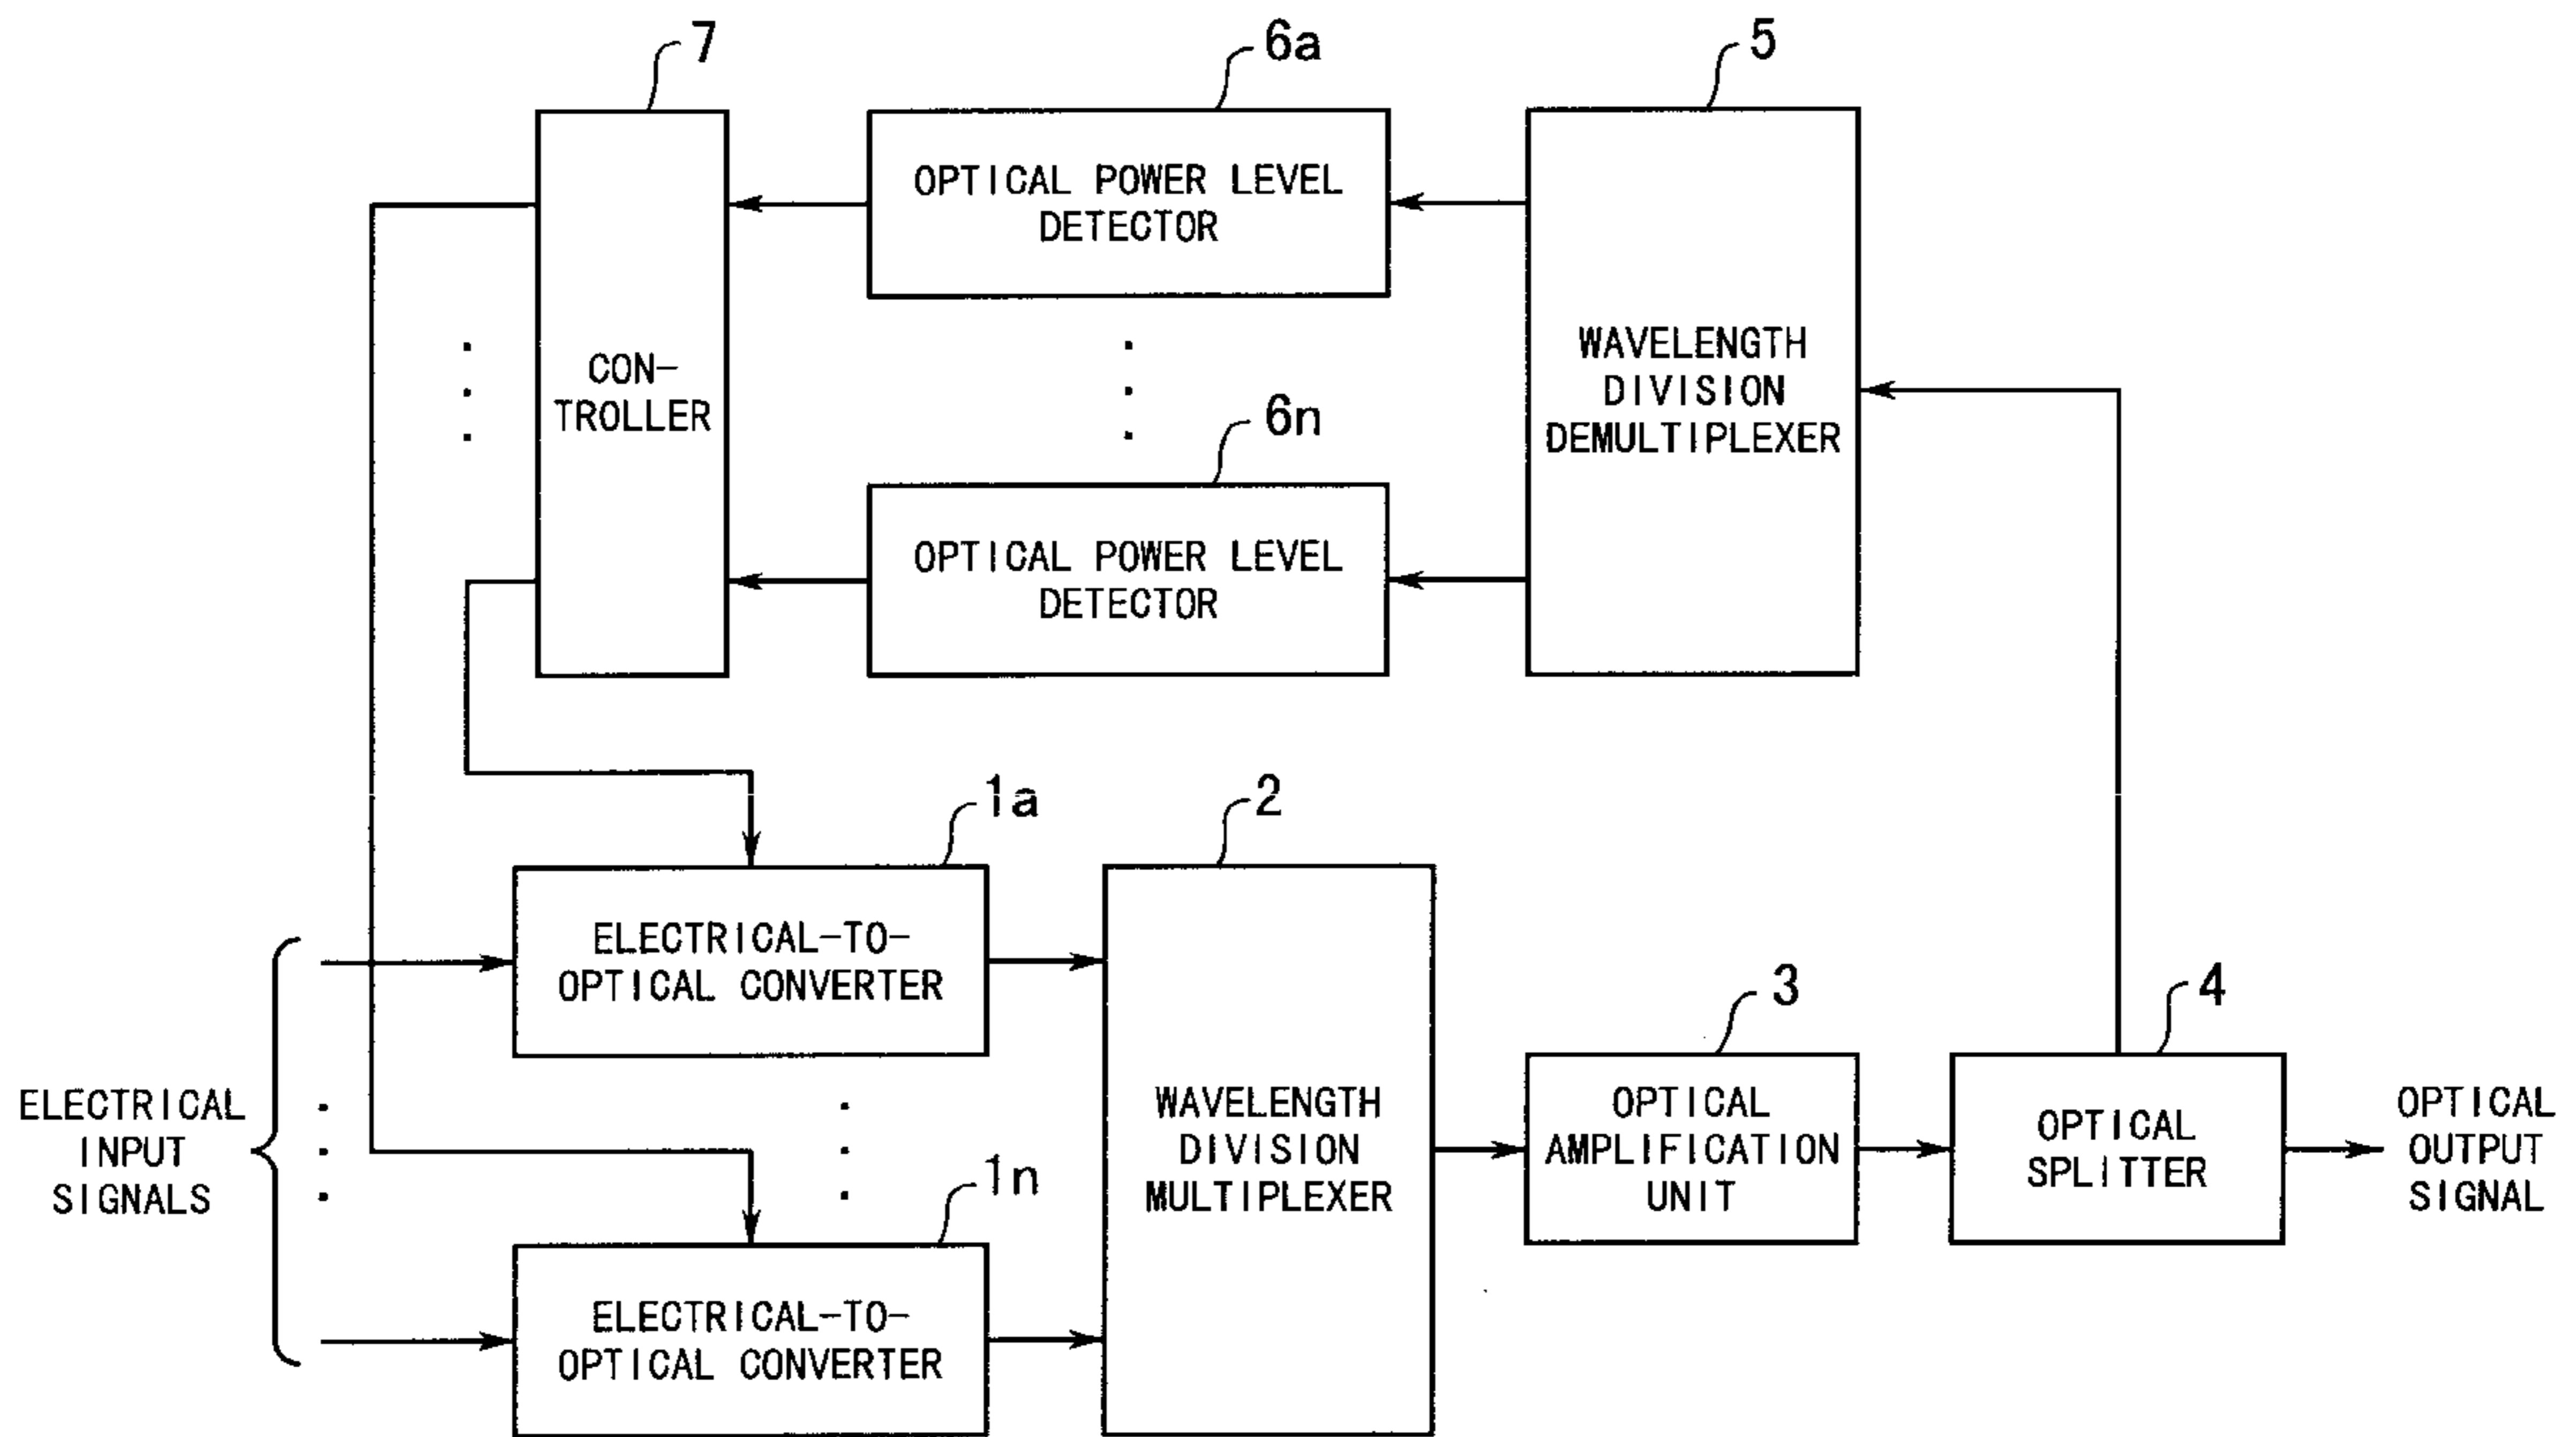 7
6a
5
OPTICAL POWER LEVEL
DETECTOR
CON-
TROLLER
WAVELENGTH
DIVISION
DEMULTIPLEXER
6n
OPTICAL POWER LEVEL
DETECTOR
1a
2
ELECTRICAL-TO-
OPTICAL CONVERTER
3
4
ELECTRICAL
INPUT
SIGNALS
WAVELENGTH
DIVISION
MULTIPLEXER
OPTICAL
AMPLIFICATION
UNIT
OPTICAL
SPLITTER
OPTICAL
OUTPUT
SIGNAL
1n
ELECTRICAL-TO-
OPTICAL CONVERTER